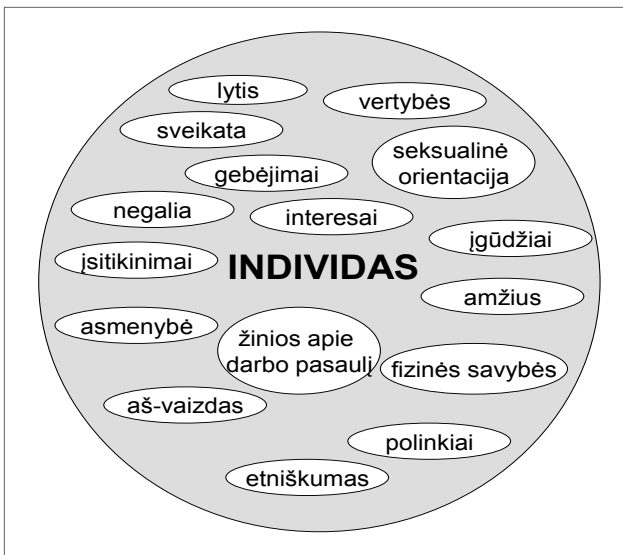 lytis
vertybės
sveikata
seksualinė
orientacija
gebėjimai
negalia
interesai
įgūdžiai
įsitikinimai
INDIVIDAS
amžius
asmenybė
žinios apie
darbo pasaulį
fizinės savybės
aš-vaizdas
polinkiai
etniškumas